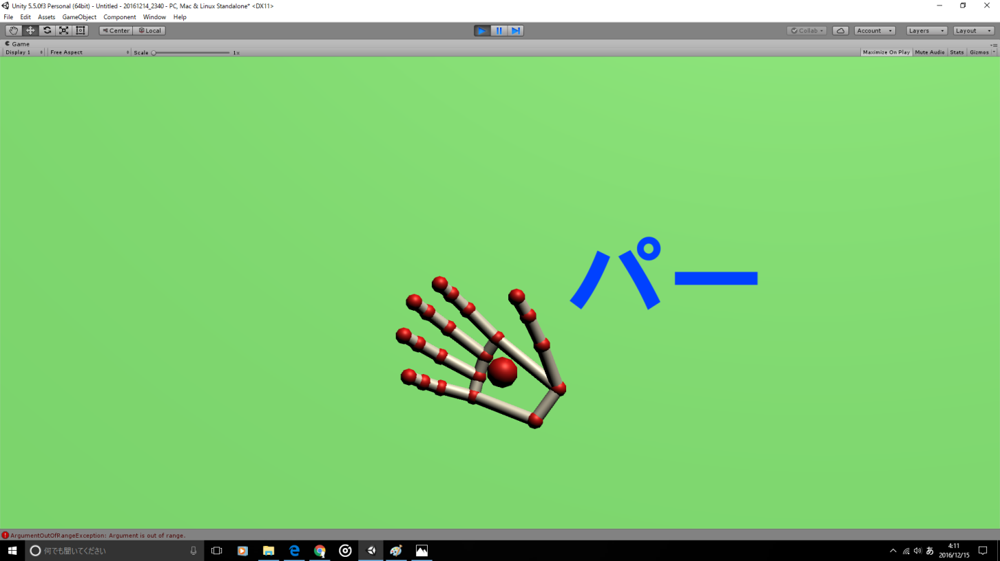 Unity 5.5.0f3 Personal (64bit) - Untitled - 20161214_2340 - PC, Mac & Linux Standalone* <DX11>
File Edit Assets GameObject Component Window Help
Center Local Collab Account Layers Layout
Game
Display 1 Free Aspect Scale 1x Maximize On Play Mute Audio Stats Gizmos
パー
ArgumentOutOfRangeException: Argument is out of range.
何でも聞いてください あ 4:11
2016/12/15